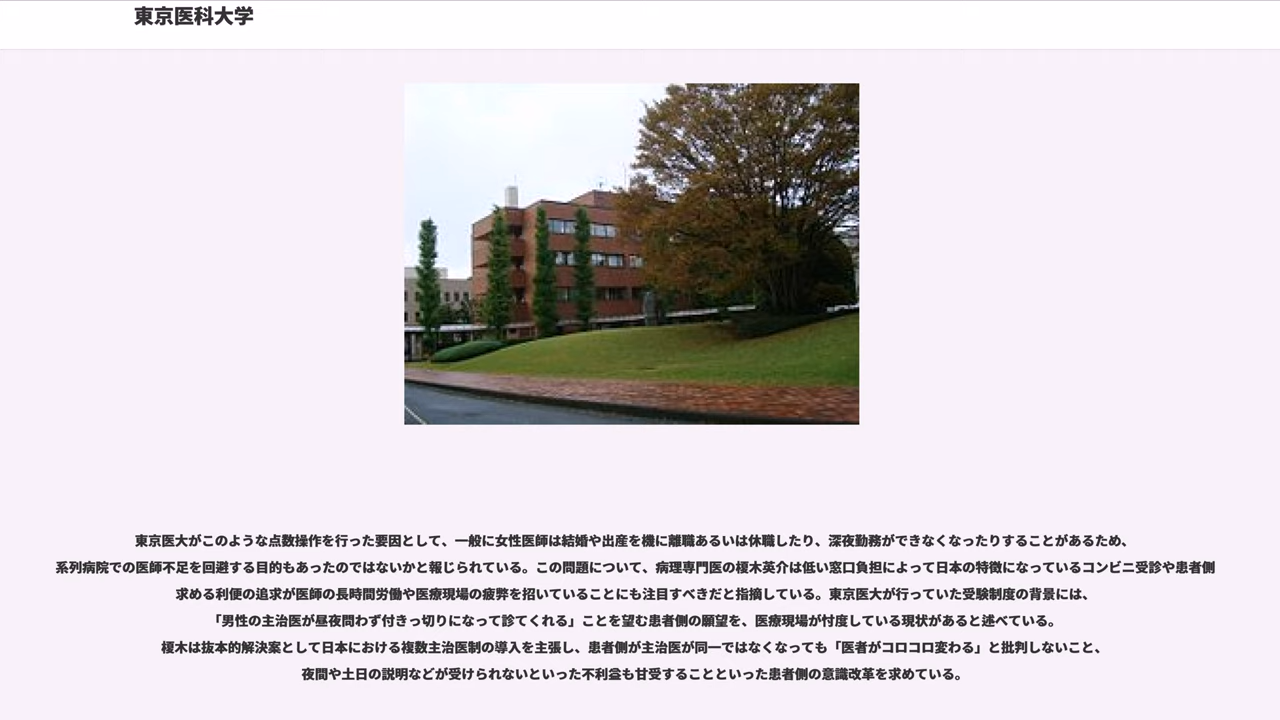 東京医科大学
東京医大がこのような点数操作を行った要因として、一般に女性医師は結婚や出産を機に離職あるいは休職したり、深夜勤務ができなくなったりすることがあるため、
系列病院での医師不足を回避する目的もあったのではないかと報じられている。この問題について、病理専門医の榎木英介は低い窓口負担によって日本の特徴になっているコンビニ受診や患者側
求める利便の追求が医師の長時間労働や医療現場の疲弊を招いていることにも注目すべきだと指摘している。東京医大が行っていた受験制度の背景には、
「男性の主治医が昼夜問わず付きっ切りになって診てくれる」ことを望む患者側の願望を、医療現場が忖度している現状があると述べている。
榎木は抜本的解決案として日本における複数主治医制の導入を主張し、患者側が主治医が同一ではなくなっても「医者がコロコロ変わる」と批判しないこと、
夜間や土日の説明などが受けられないといった不利益も甘受することといった患者側の意識改革を求めている。